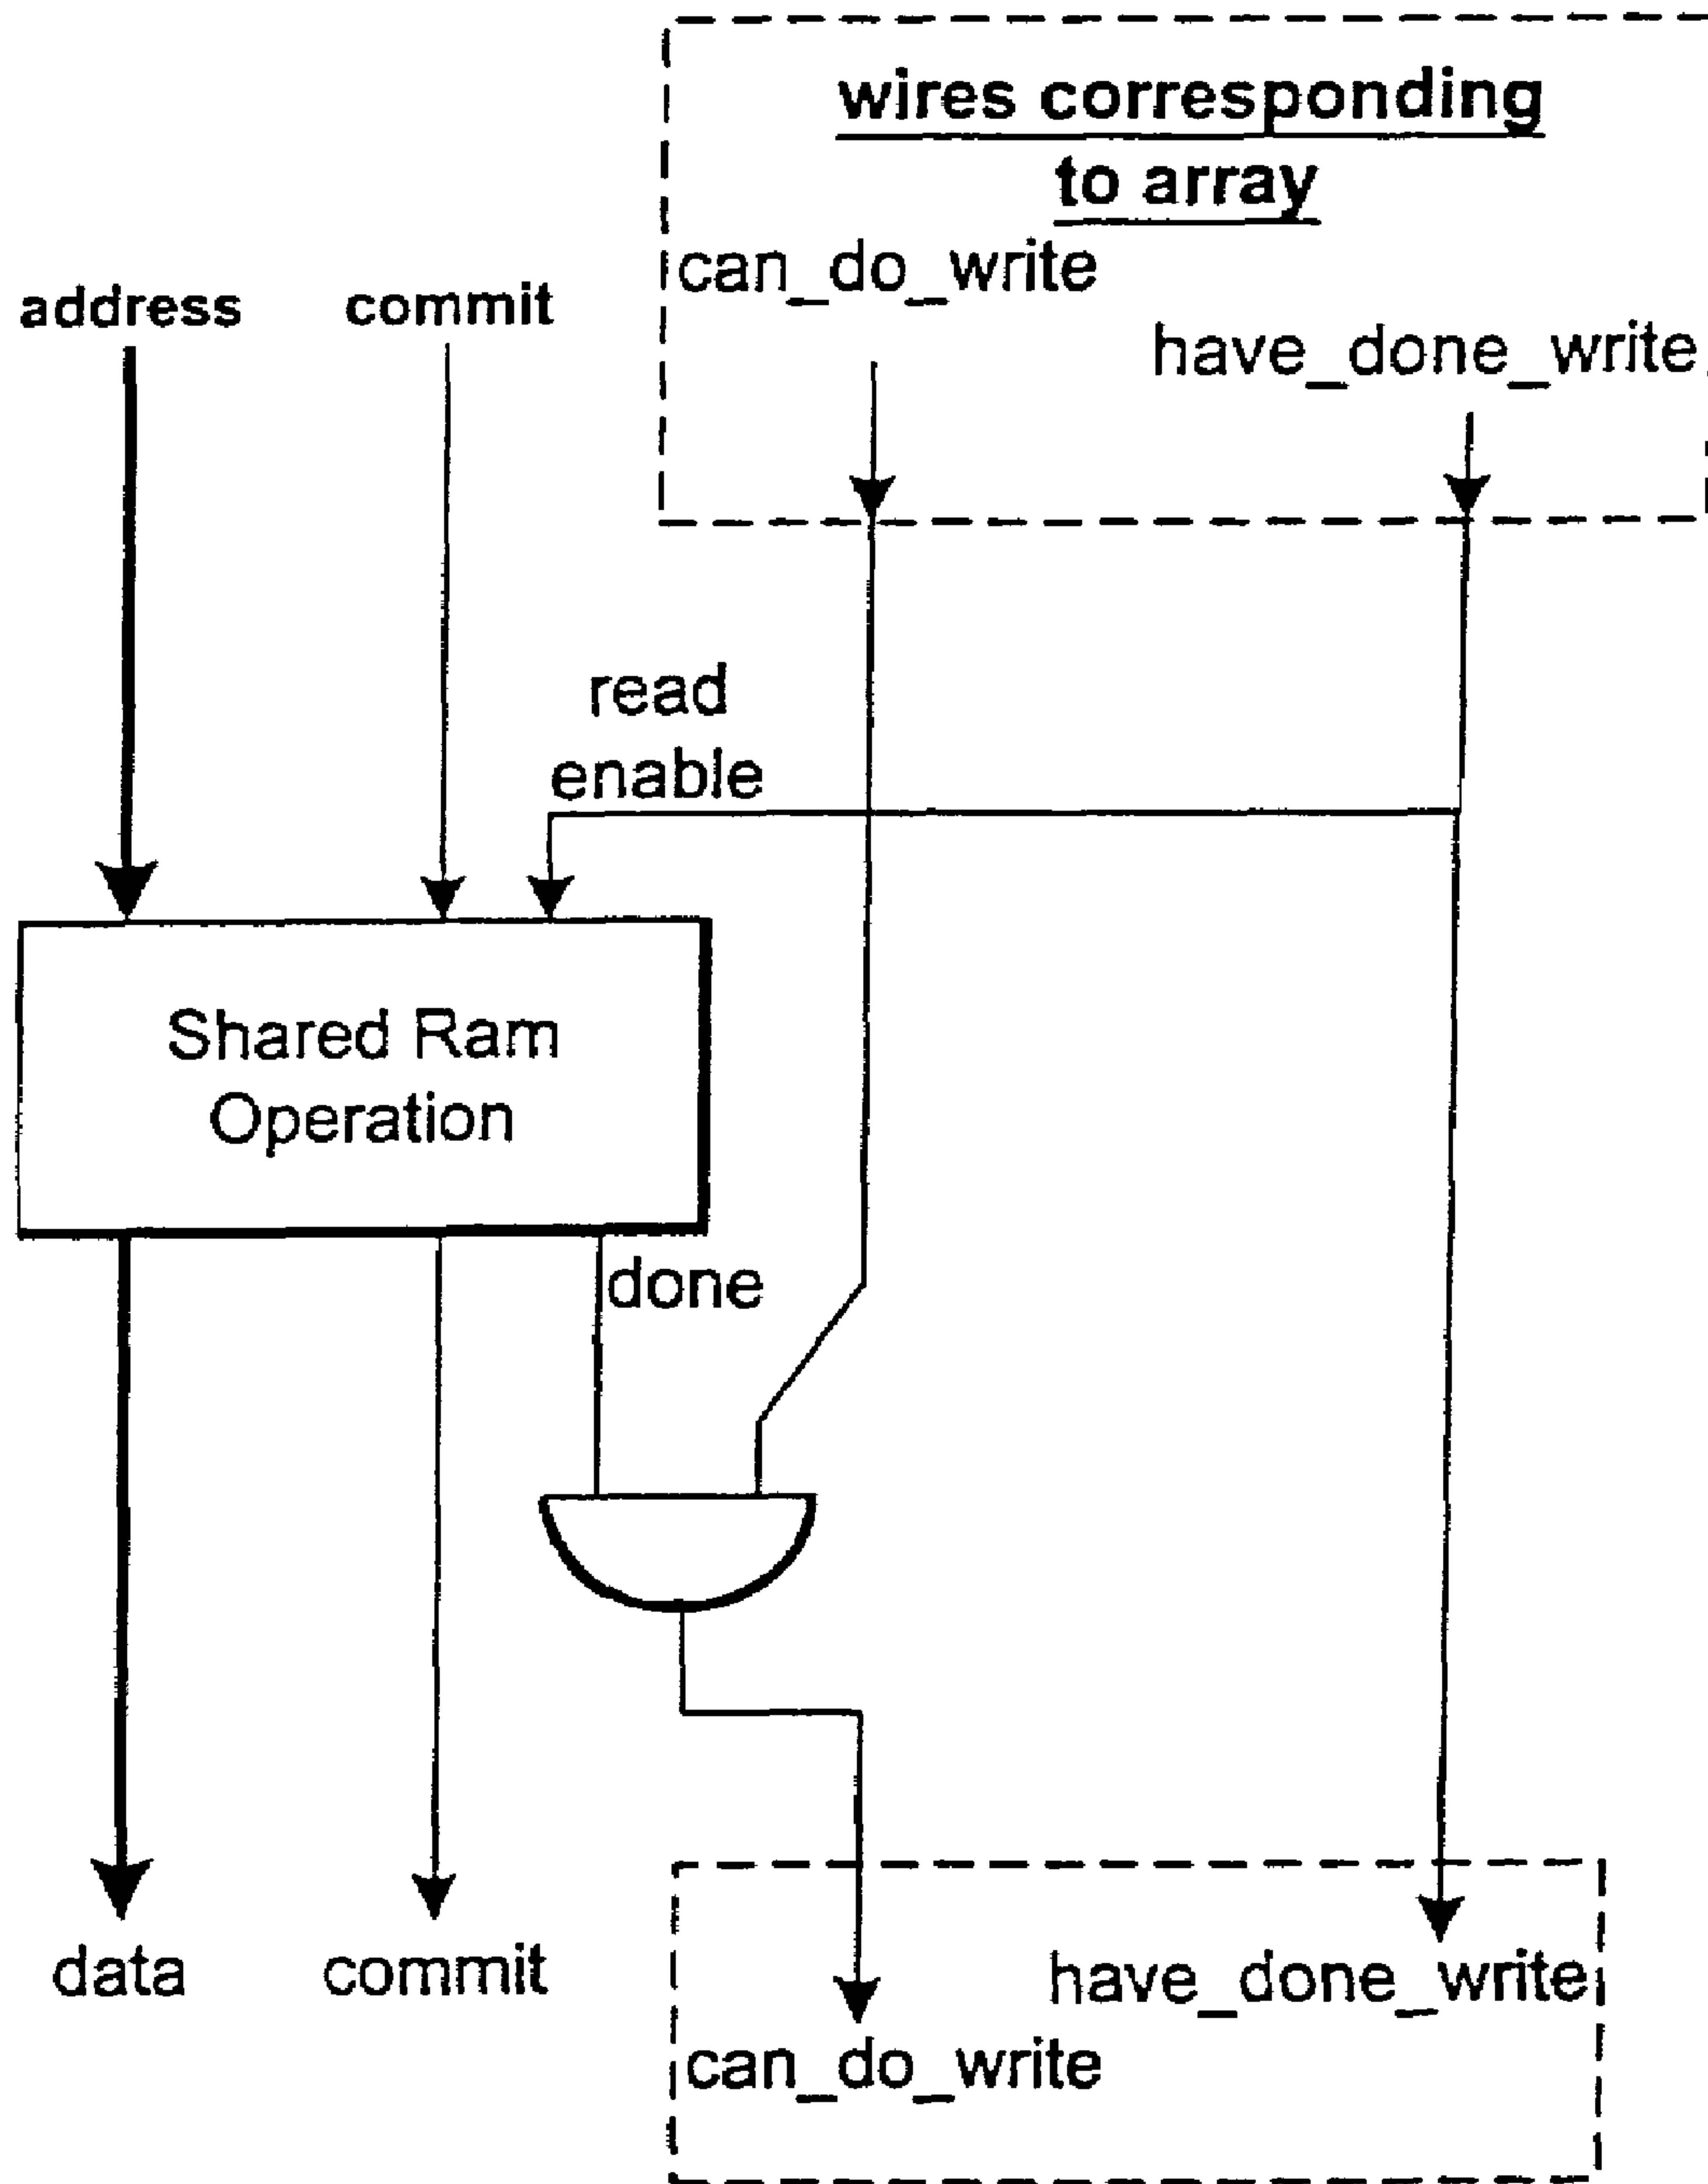 wires corresponding
to array
can_do_write
address
commit
have_done_write
read
enable
Shared Ram
Operation
done
data
commit
have_done_write
can_do_write